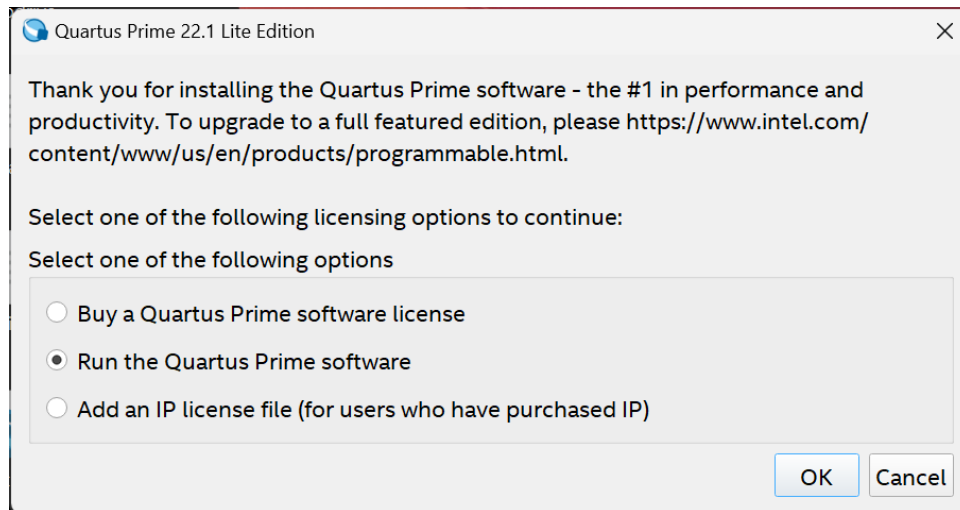 Quartus Prime 22.1 Lite Edition
Thank you for installing the Quartus Prime software - the #1 in performance and
productivity. To upgrade to a full featured edition, please https://www.intel.com/
content/www/us/en/products/programmable.html.
Select one of the following licensing options to continue:
Select one of the following options
Buy a Quartus Prime software license
Run the Quartus Prime software
Add an IP license file (for users who have purchased IP)
OK Cancel